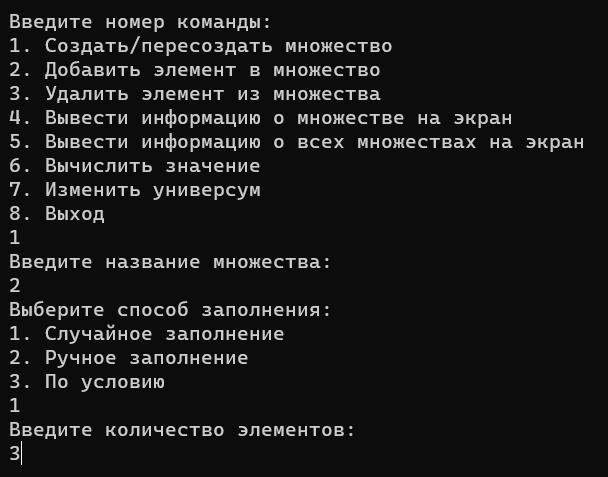 Введите номер команды:
1. Создать/пересоздать множество
2. Добавить элемент в множество
3. Удалить элемент из множества
4. Вывести информацию о множестве на экран
5. Вывести информацию о всех множествах на экран
6. Вычислить значение
7. Изменить универсум
8. Выход
1
Введите название множества:
2
Выберите способ заполнения:
1. Случайное заполнение
2. Ручное заполнение
3. По условию
1
Введите количество элементов:
3